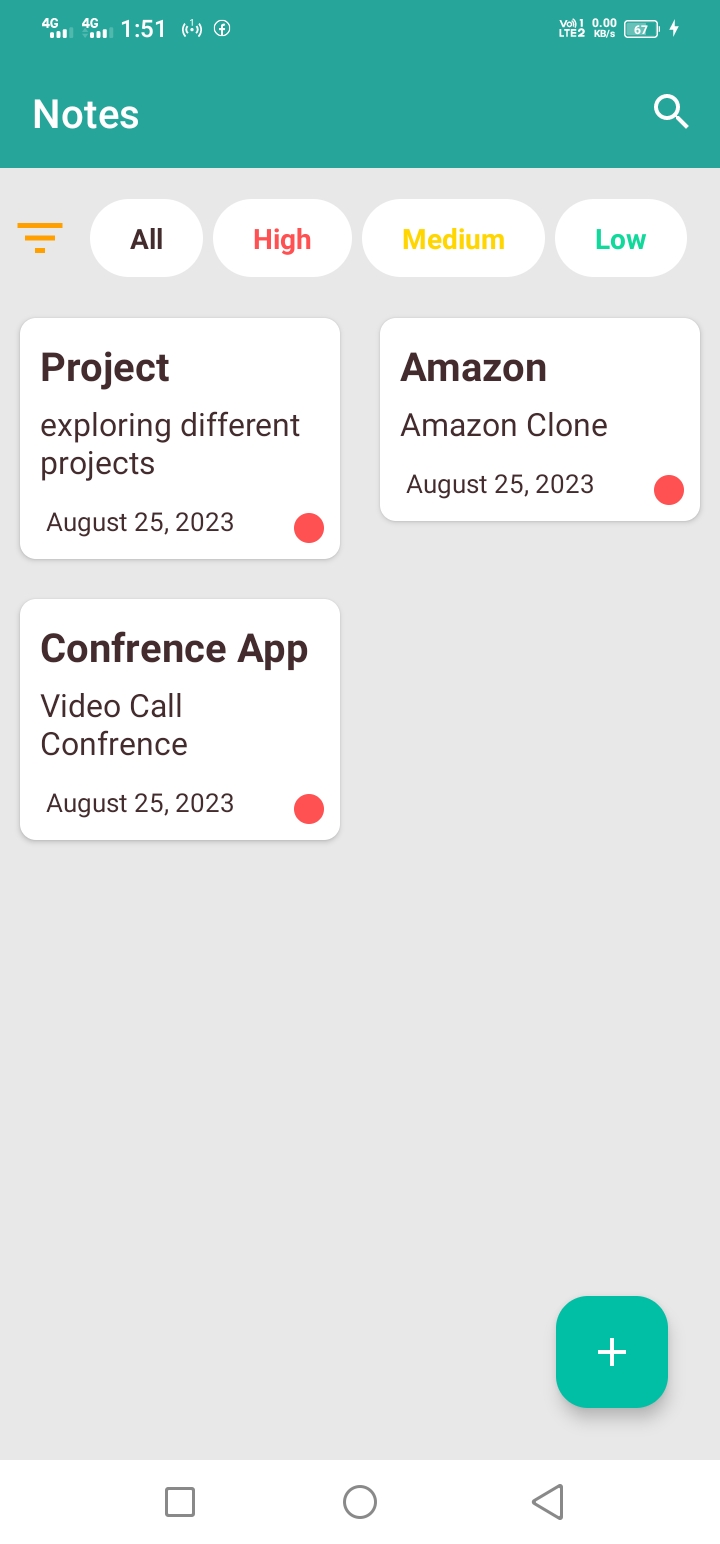 4G 4G 1:51 1 Vo)) 1 LTE2 0.00 KB/s 67
Notes
All High Medium Low
Project
exploring different
projects
August 25, 2023
Amazon
Amazon Clone
August 25, 2023
Confrence App
Video Call
Confrence
August 25, 2023